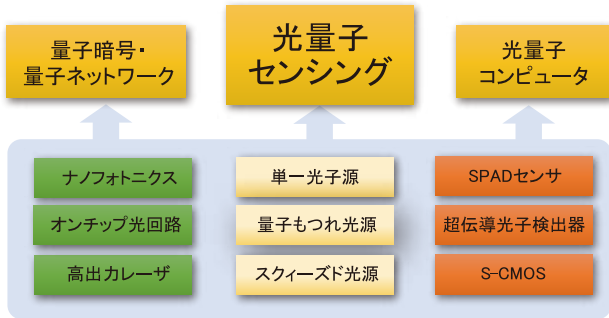 量子暗号・
量子ネットワーク
光量子
センシング
光量子
コンピュータ
ナノフォトニクス
単一光子源
SPADセンサ
オンチップ光回路
量子もつれ光源
超伝導光子検出器
高出力レーザ
スクィーズド光源
S-CMOS